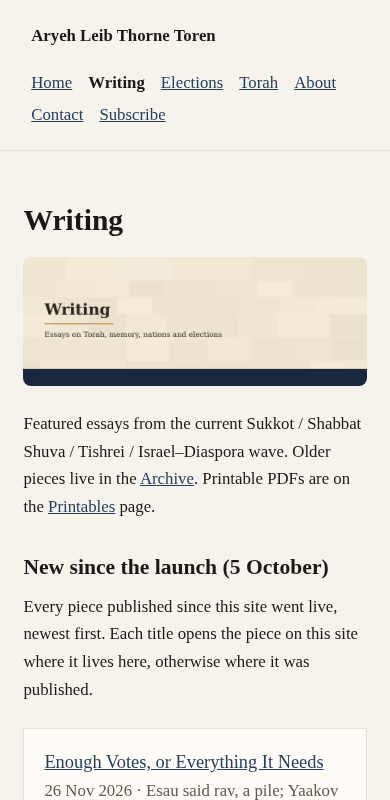 Aryeh Leib Thorne Toren
Home Writing Elections Torah About
Contact Subscribe
Writing
Writing
Essays on Torah, memory, nations and elections
Featured essays from the current Sukkot / Shabbat
Shuva / Tishrei / Israel–Diaspora wave. Older
pieces live in the Archive. Printable PDFs are on
the Printables page.
New since the launch (5 October)
Every piece published since this site went live,
newest first. Each title opens the piece on this site
where it lives here, otherwise where it was
published.
Enough Votes, or Everything It Needs
26 Nov 2026 · Esau said rav, a pile; Yaakov